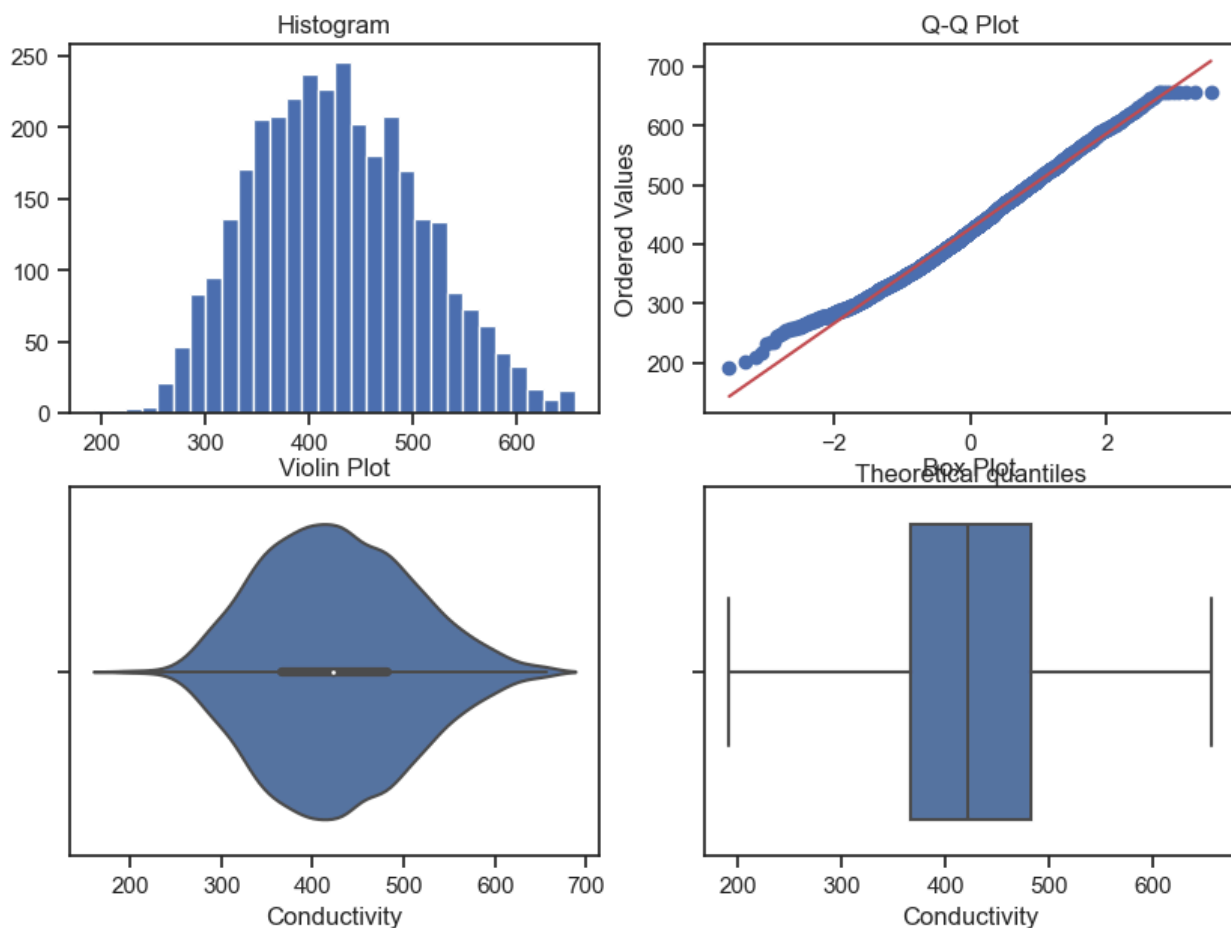 Histogram
250
200
150
100
50
0
200 300 400 500 600
Q-Q Plot
Ordered Values
700
600
500
400
300
200
−2 0 2
Theoretical quantiles
Violin Plot
200 300 400 500 600 700
Conductivity
Box Plot
200 300 400 500 600
Conductivity